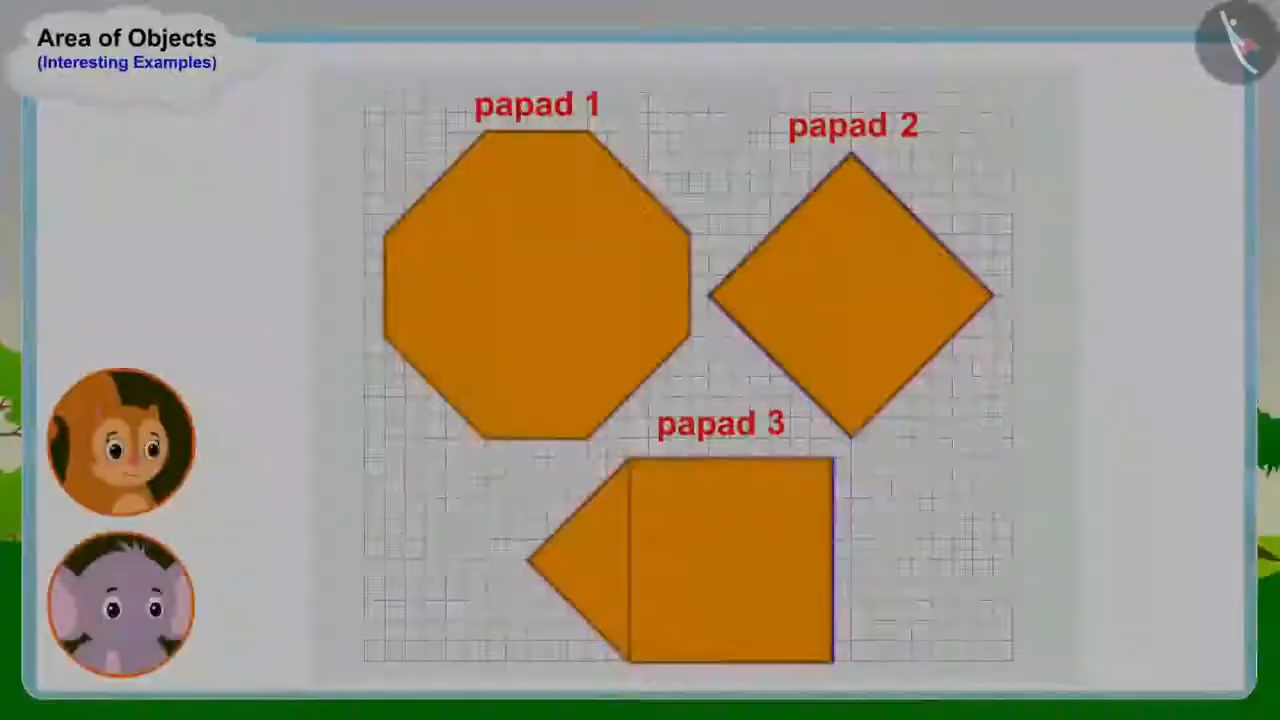 Area of Objects
(Interesting Examples)
papad 1
papad 2
papad 3